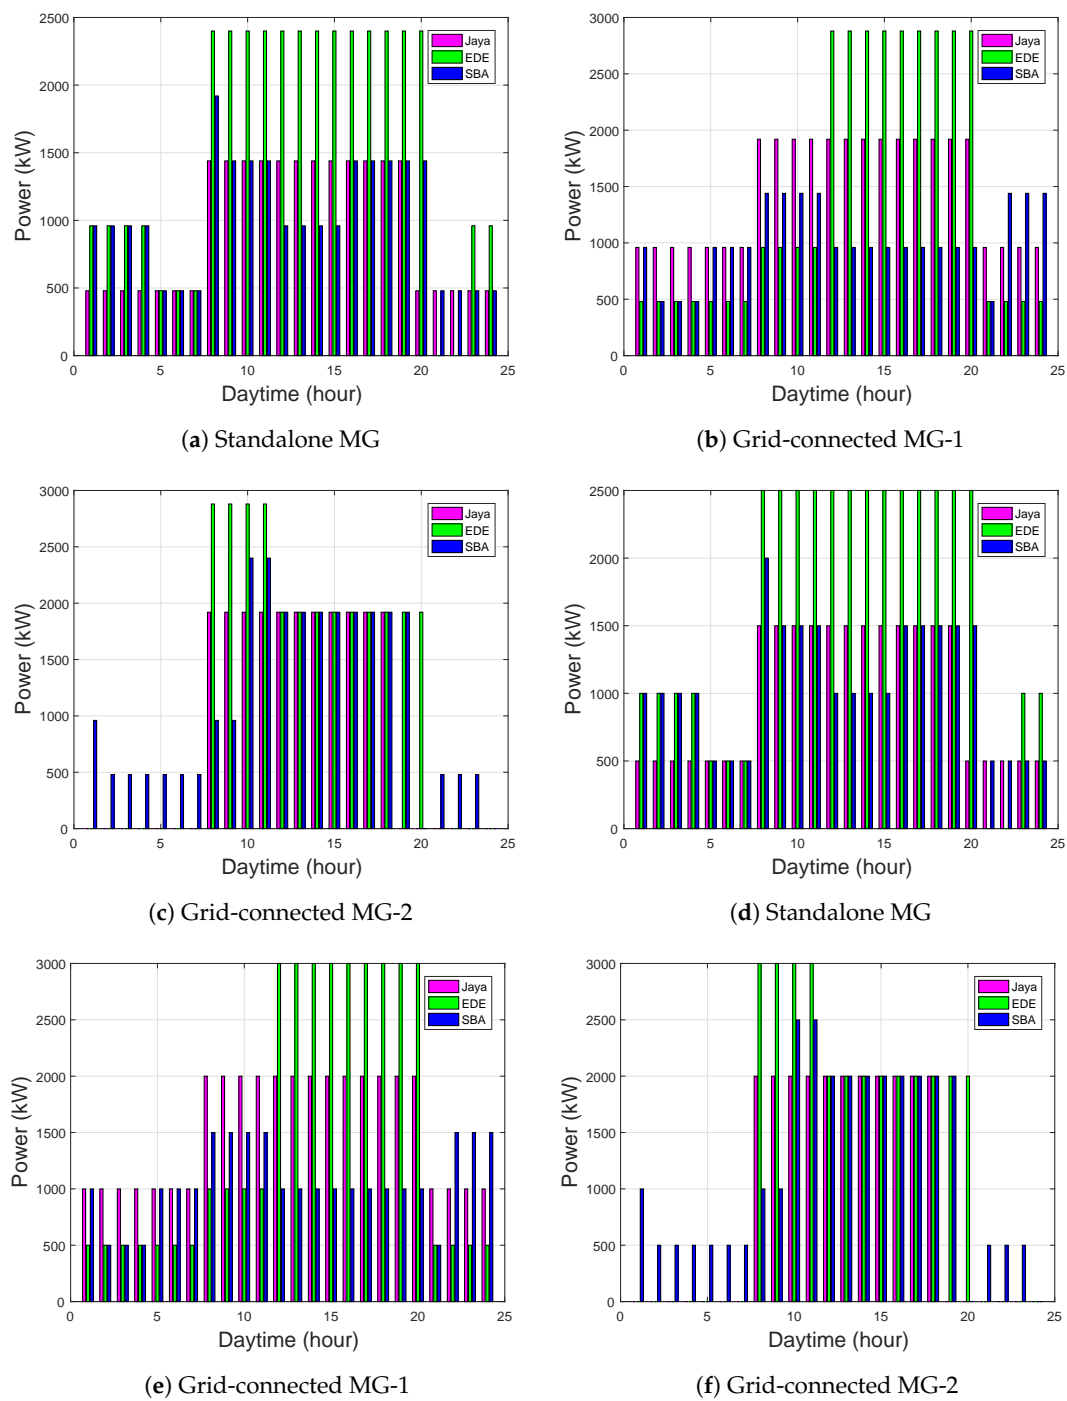 2500
2000
1500
1000
500
0
0 5 10 15 20 25
Power (kW)
Daytime (hour)
Jaya
EDE
SBA
(a) Standalone MG
3000
2500
2000
1500
1000
500
0
0 5 10 15 20 25
Power (kW)
Daytime (hour)
Jaya
EDE
SBA
(b) Grid-connected MG-1
3000
2500
2000
1500
1000
500
0
0 5 10 15 20 25
Power (kW)
Daytime (hour)
Jaya
EDE
SBA
(c) Grid-connected MG-2
2500
2000
1500
1000
500
0
0 5 10 15 20 25
Power (kW)
Daytime (hour)
Jaya
EDE
SBA
(d) Standalone MG
3000
2500
2000
1500
1000
500
0
0 5 10 15 20 25
Power (kW)
Daytime (hour)
Jaya
EDE
SBA
(e) Grid-connected MG-1
3000
2500
2000
1500
1000
500
0
0 5 10 15 20 25
Power (kW)
Daytime (hour)
Jaya
EDE
SBA
(f) Grid-connected MG-2